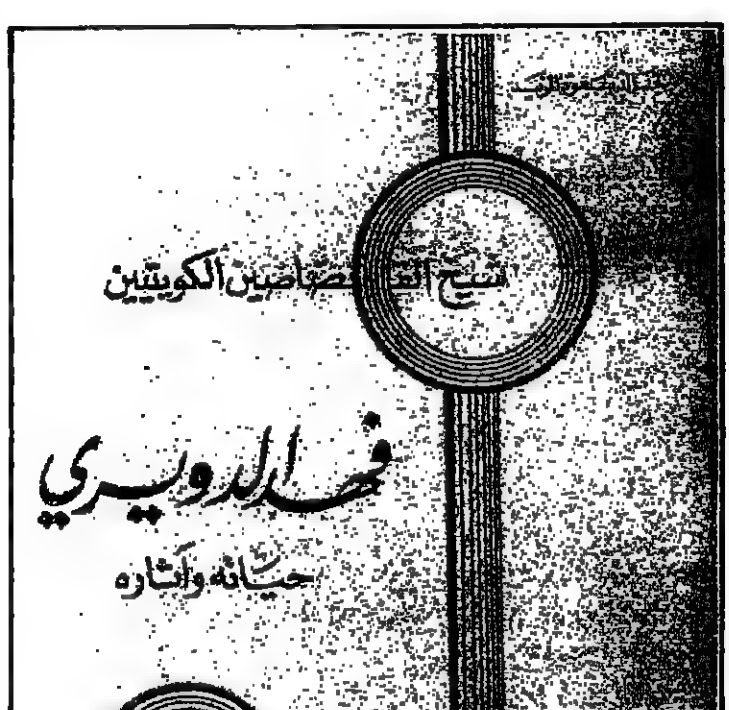 شيخ القصاصين الكويتيين
فهد الدويري
حياته وآثاره